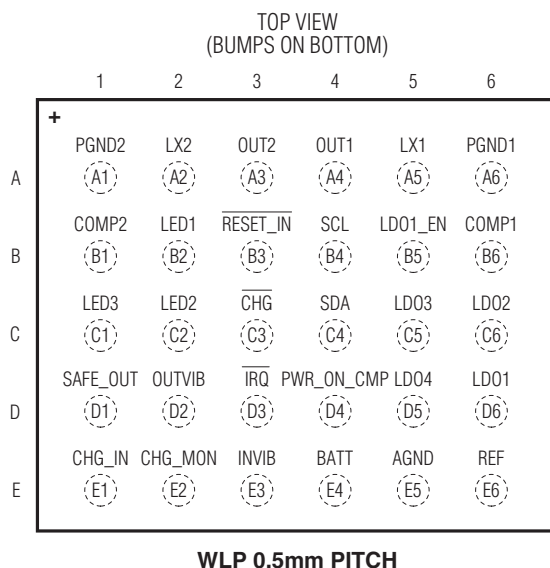 TOP VIEW
(BUMPS ON BOTTOM)
1 2 3 4 5 6
+
PGND2 LX2 OUT2 OUT1 LX1 PGND1
A A1 A2 A3 A4 A5 A6
COMP2 LED1 RESET_IN SCL LDO1_EN COMP1
B B1 B2 B3 B4 B5 B6
LED3 LED2 CHG SDA LDO3 LDO2
C C1 C2 C3 C4 C5 C6
SAFE_OUT OUTVIB IRQ PWR_ON_CMP LDO4 LDO1
D D1 D2 D3 D4 D5 D6
CHG_IN CHG_MON INVIB BATT AGND REF
E E1 E2 E3 E4 E5 E6
WLP 0.5mm PITCH